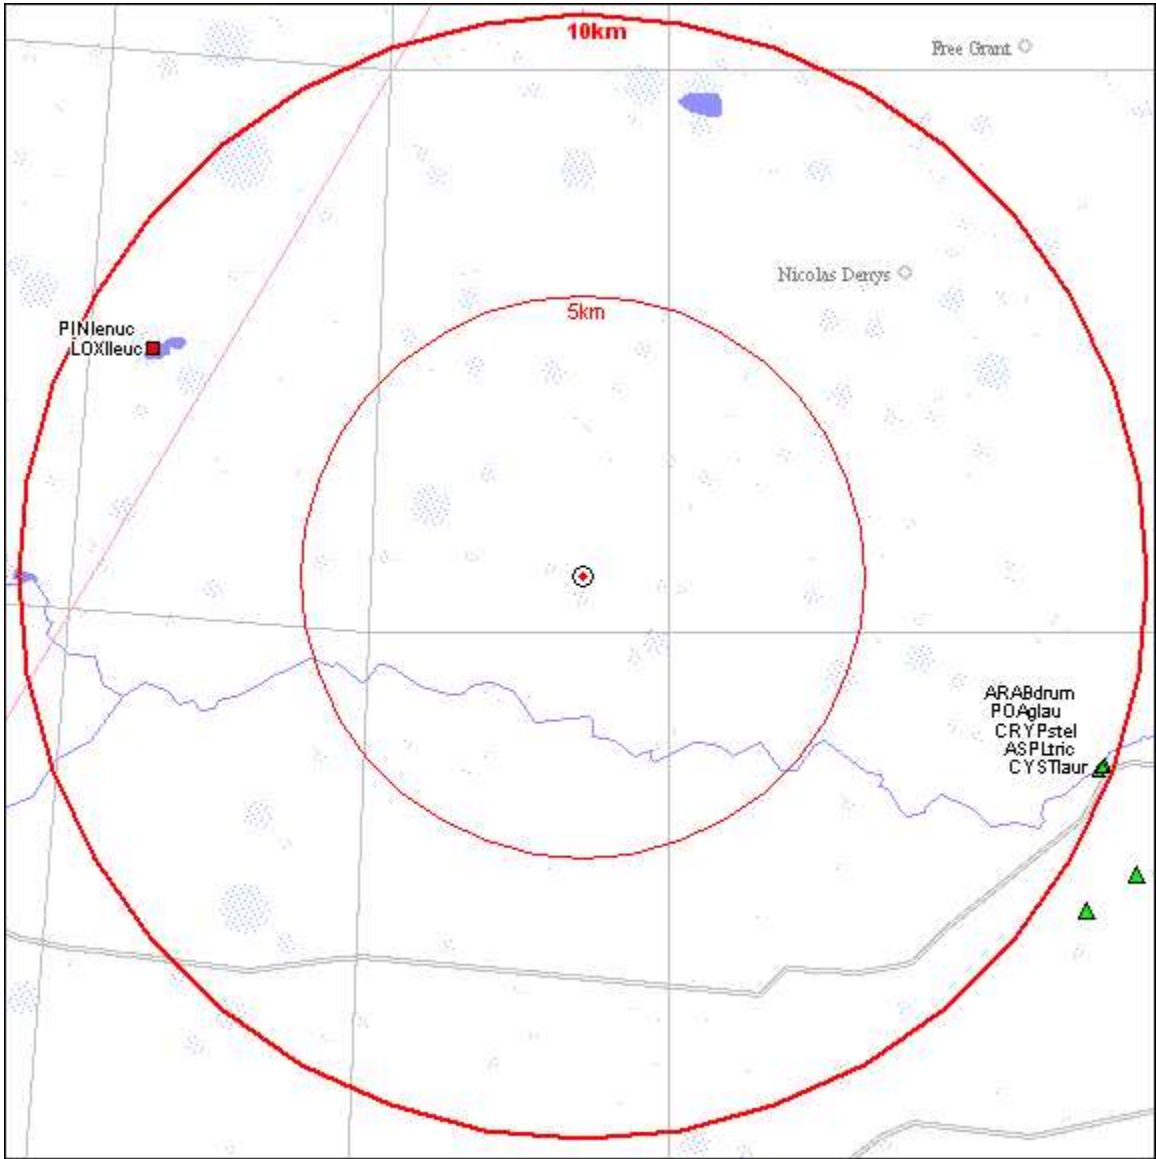 10km
Free Grant
Nicolas Denys
5km
PINIenuc
LOXIleuc
ARABdrum
POAglau
CRYPstel
ASPLtric
CYSTlaur